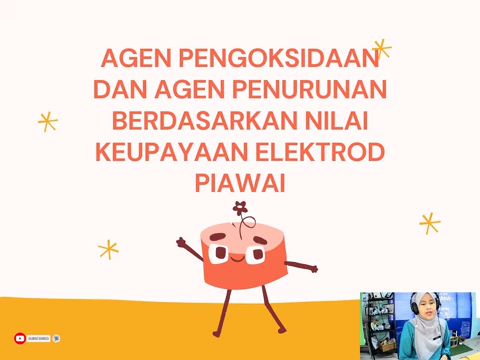 AGEN PENGOKSIDAAN
DAN AGEN PENURUNAN
BERDASARKAN NILAI
KEUPAYAAN ELEKTROD
PIAWAI